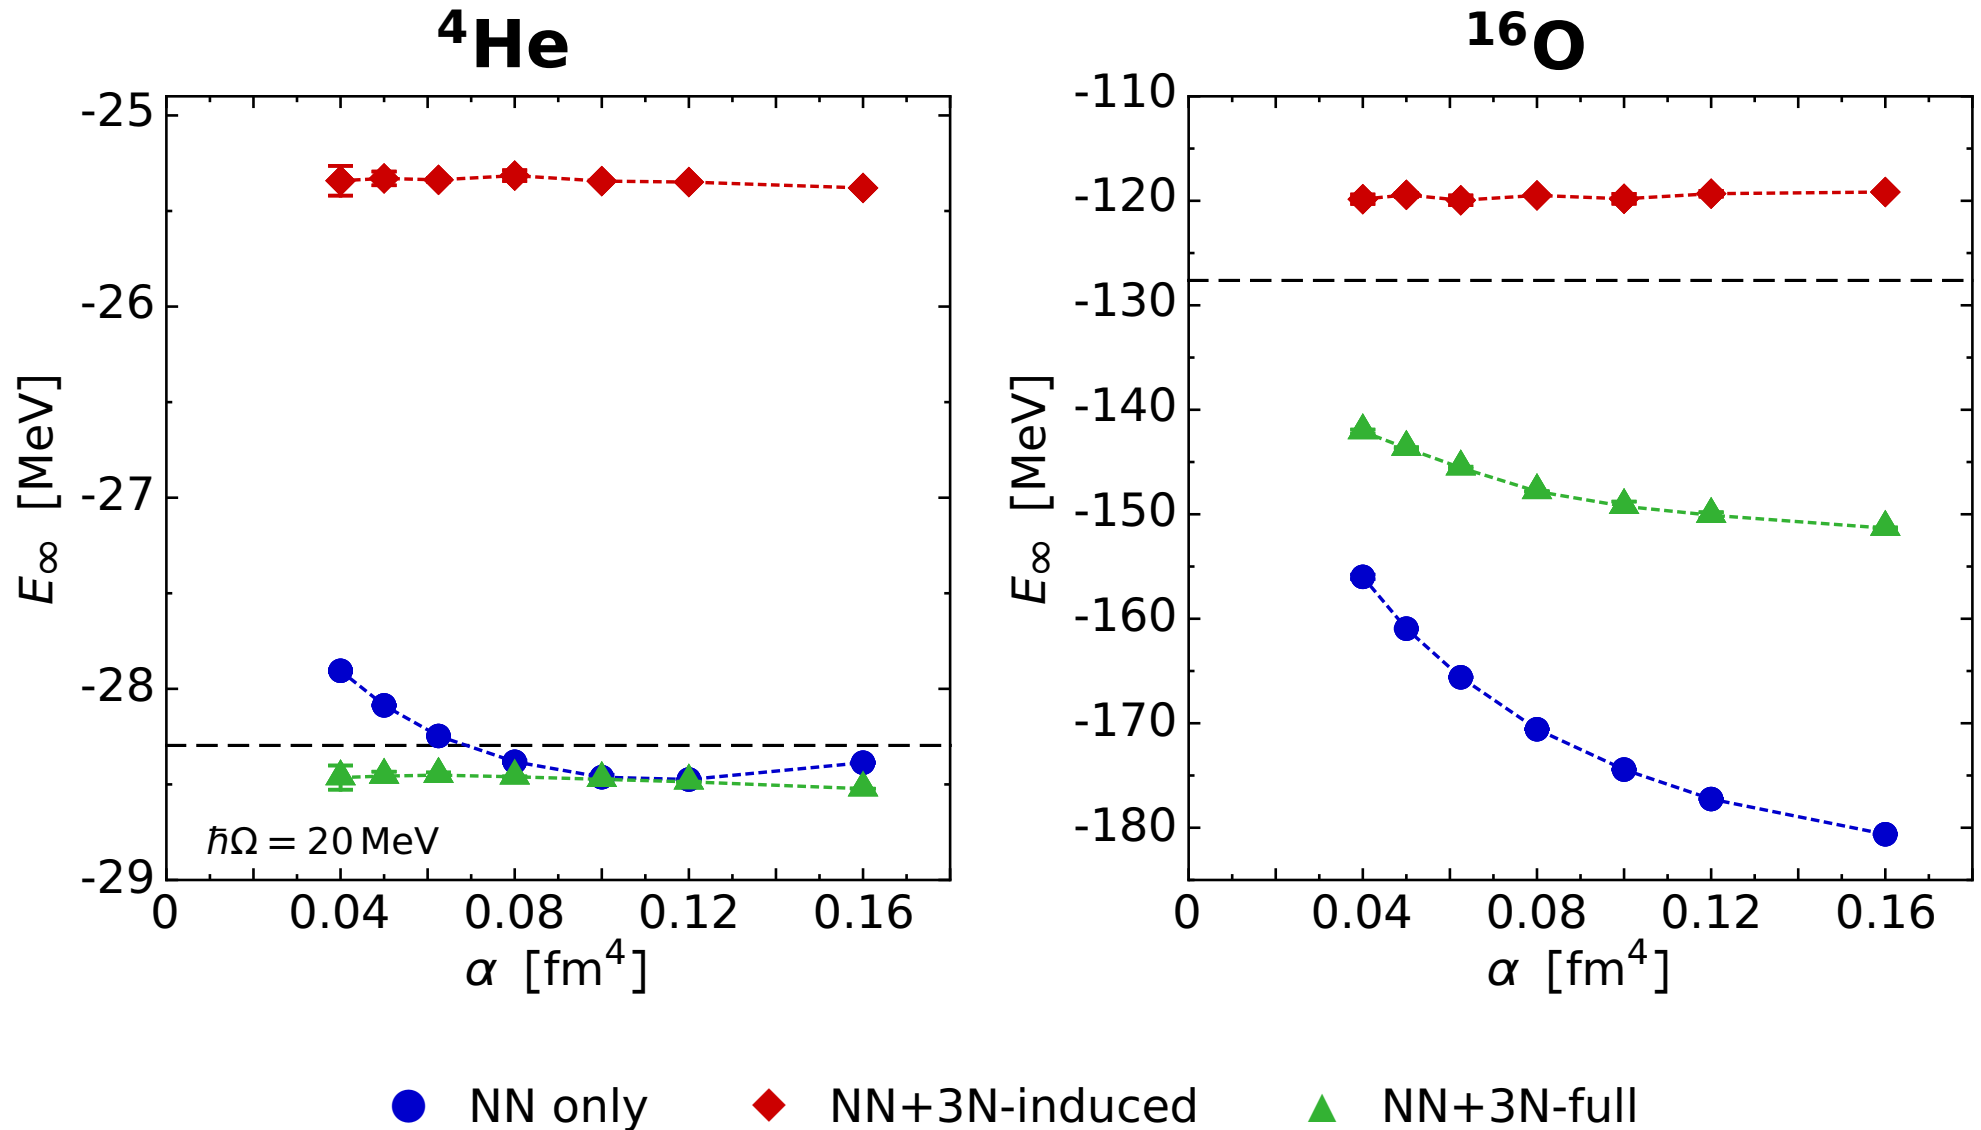 ⁴He
-25
-26
-27
-28
-29
E∞ [MeV]
ℏΩ = 20 MeV
0 0.04 0.08 0.12 0.16
α [fm⁴]
¹⁶O
-110
-120
-130
-140
-150
-160
-170
-180
E∞ [MeV]
0 0.04 0.08 0.12 0.16
α [fm⁴]
NN only NN+3N-induced NN+3N-full